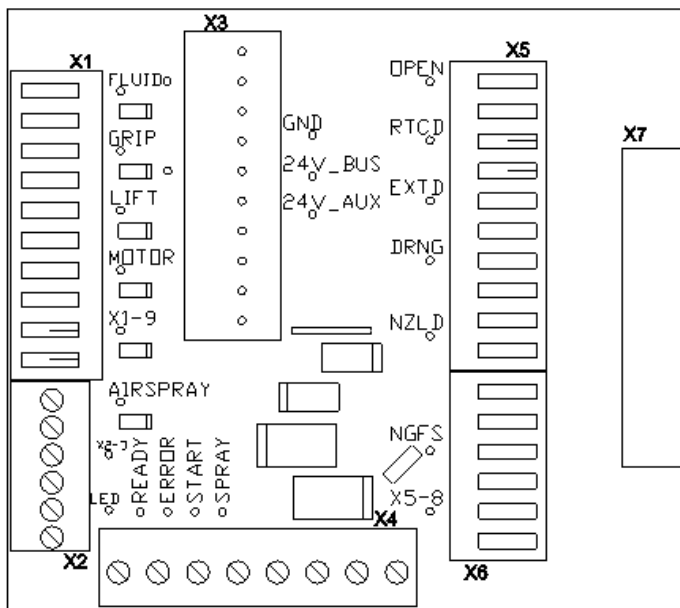 X1
FLUID
GRIP
LIFT
MOTOR
X1-9
AIRSPRAY
X2
LED
READY
ERROR
START
SPRAY
X3
GND
24V_BUS
24V_AUX
X4
OPEN
RTCD
EXTD
DRNG
NZLD
NGFS
X5-8
X5
X6
X7